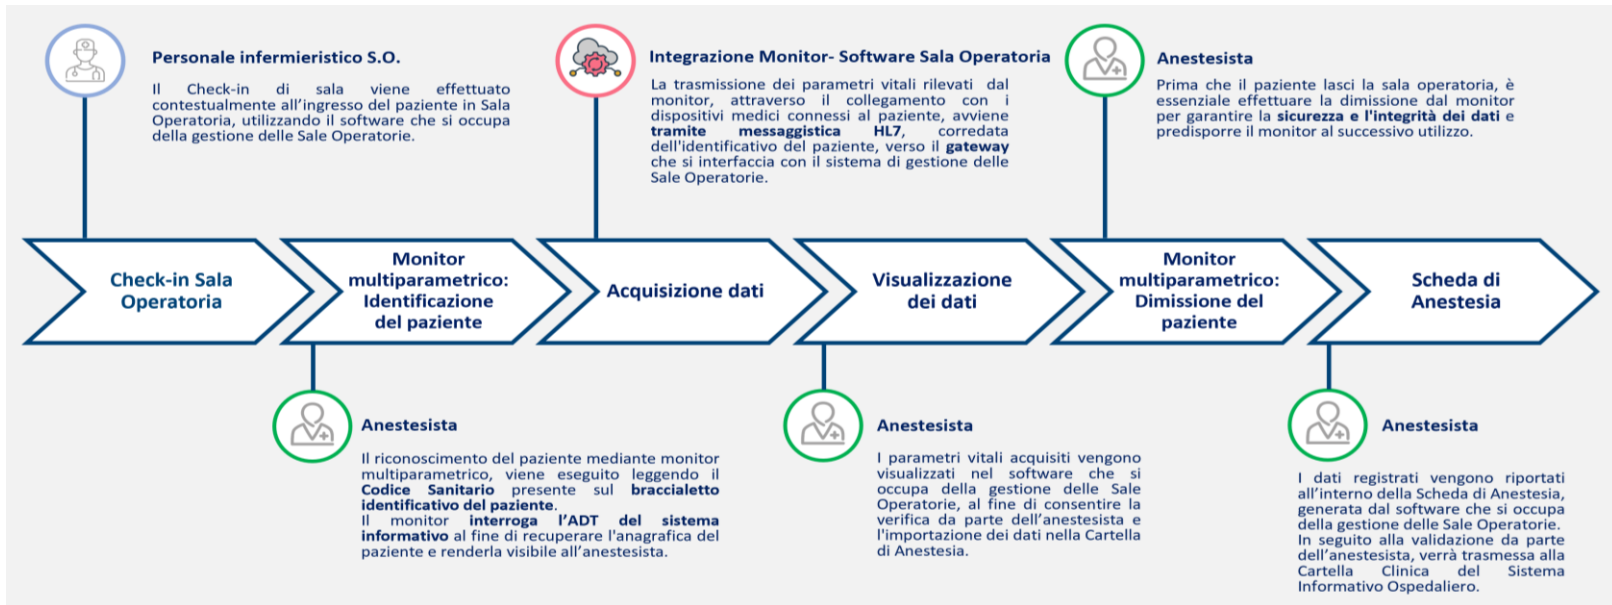 Personale infermieristico S.O.
Il Check-in di sala viene effettuato
contestualmente all'ingresso del paziente in Sala
Operatoria, utilizzando il software che si occupa
della gestione delle Sale Operatorie.
Integrazione Monitor- Software Sala Operatoria
La trasmissione dei parametri vitali rilevati dal
monitor, attraverso il collegamento con i
dispositivi medici connessi al paziente, avviene
tramite messaggistica HL7, corredata
dell'identificativo del paziente, verso il gateway
che si interfaccia con il sistema di gestione delle
Sale Operatorie.
Anestesista
Prima che il paziente lasci la sala operatoria, è
essenziale effettuare la dimissione dal monitor
per garantire la sicurezza e l'integrità dei dati e
predisporre il monitor al successivo utilizzo.
Check-in Sala
Operatoria
Monitor
multiparametrico:
Identificazione
del paziente
Acquisizione dati
Visualizzazione
dei dati
Monitor
multiparametrico:
Dimissione del
paziente
Scheda di
Anestesia
Anestesista
Il riconoscimento del paziente mediante monitor
multiparametrico, viene eseguito leggendo il
Codice Sanitario presente sul braccialetto
identificativo del paziente.
Il monitor interroga l'ADT del sistema
informativo al fine di recuperare l'anagrafica del
paziente e renderla visibile all'anestesista.
Anestesista
I parametri vitali acquisiti vengono
visualizzati nel software che si
occupa della gestione delle Sale
Operatorie, al fine di consentire la
verifica da parte dell'anestesista e
l'importazione dei dati nella Cartella
di Anestesia.
Anestesista
I dati registrati vengono riportati
all'interno della Scheda di Anestesia,
generata dal software che si occupa
della gestione delle Sale Operatorie.
In seguito alla validazione da parte
dell'anestesista, verrà trasmessa alla
Cartella Clinica del Sistema
Informativo Ospedaliero.